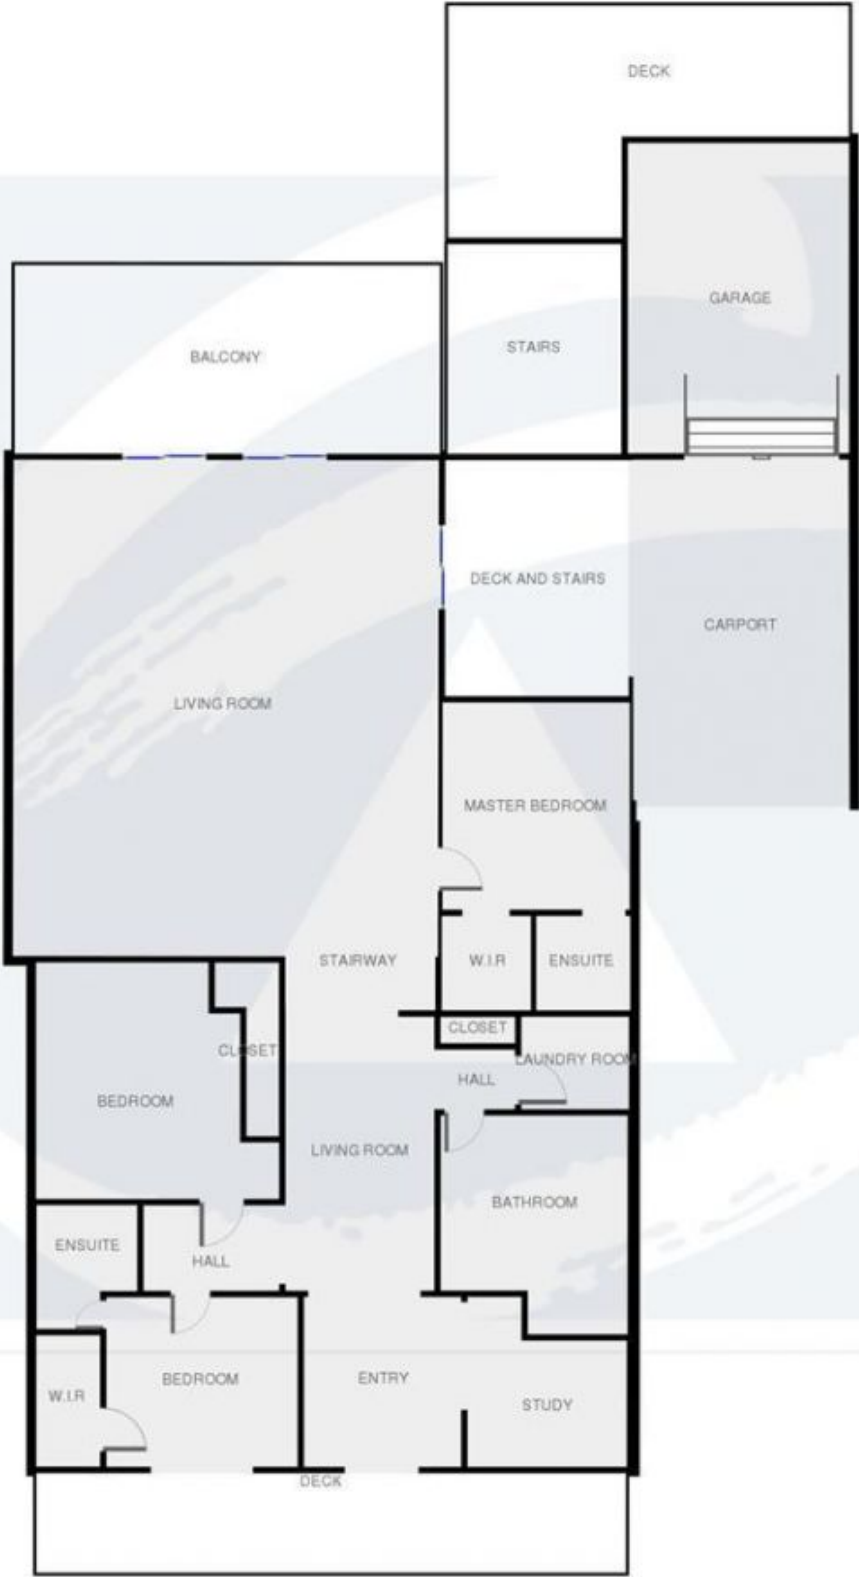 DECK
GARAGE
STAIRS
BALCONY
DECK AND STAIRS
CARPORT
LIVING ROOM
MASTER BEDROOM
STAIRWAY
W.I.R
ENSUITE
CLOSET
CLOSET
LAUNDRY ROOM
HALL
BEDROOM
LIVING ROOM
BATHROOM
ENSUITE
HALL
BEDROOM
ENTRY
W.I.R
STUDY
DECK